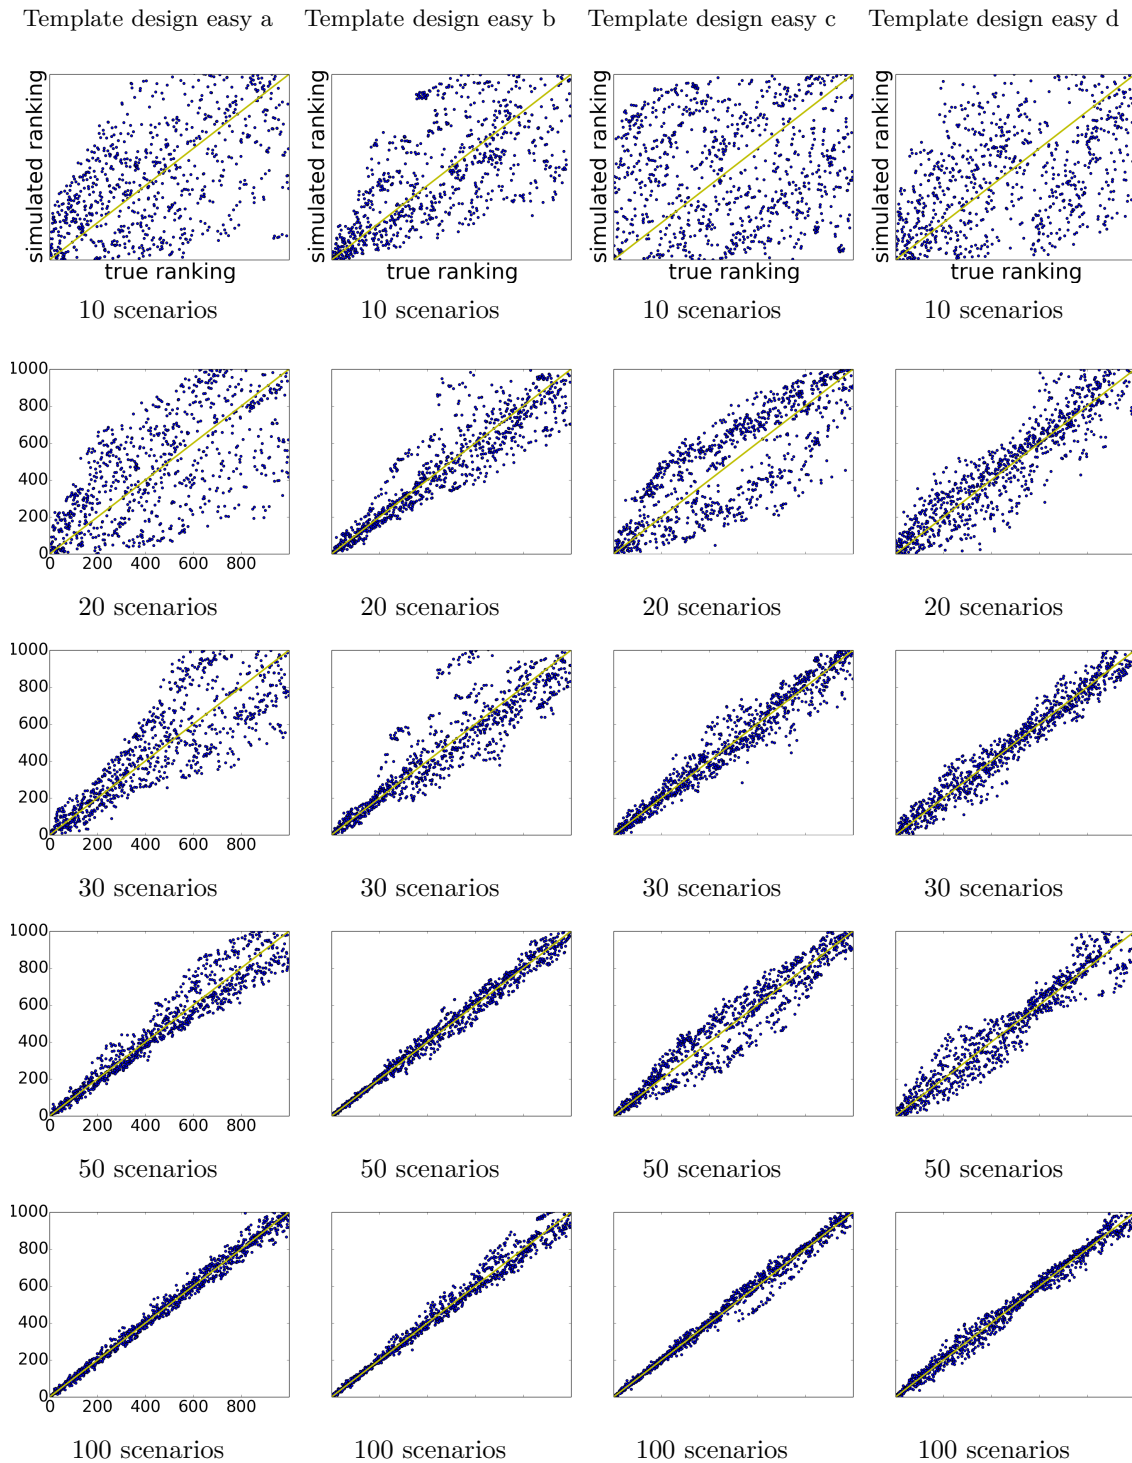 Template design easy a Template design easy b Template design easy c Template design easy d
simulated ranking simulated ranking simulated ranking simulated ranking
true ranking true ranking true ranking true ranking
10 scenarios 10 scenarios 10 scenarios 10 scenarios
1000
800
600
400
200
0
0 200 400 600 800
20 scenarios 20 scenarios 20 scenarios 20 scenarios
1000
800
600
400
200
0
0 200 400 600 800
30 scenarios 30 scenarios 30 scenarios 30 scenarios
1000
800
600
400
200
0
0 200 400 600 800
50 scenarios 50 scenarios 50 scenarios 50 scenarios
1000
800
600
400
200
0
0 200 400 600 800
100 scenarios 100 scenarios 100 scenarios 100 scenarios